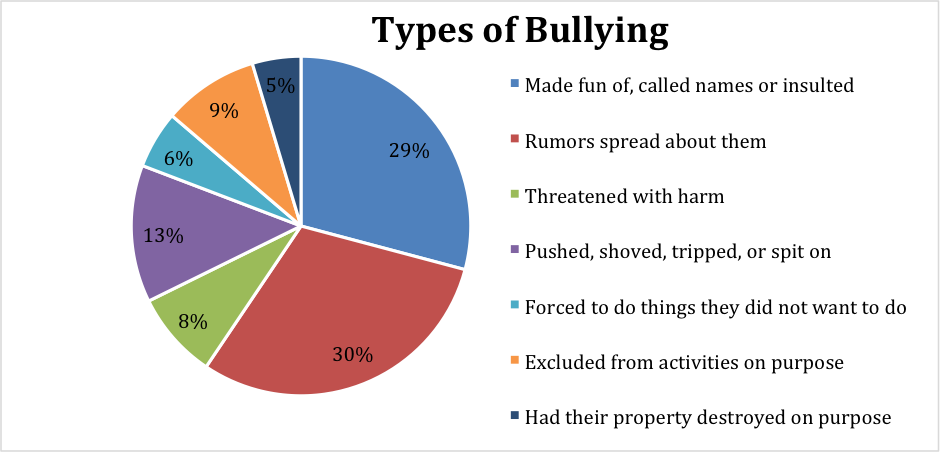 Types of Bullying
5%
9%
29%
6%
13%
8%
30%
Made fun of, called names or insulted
Rumors spread about them
Threatened with harm
Pushed, shoved, tripped, or spit on
Forced to do things they did not want to do
Excluded from activities on purpose
Had their property destroyed on purpose